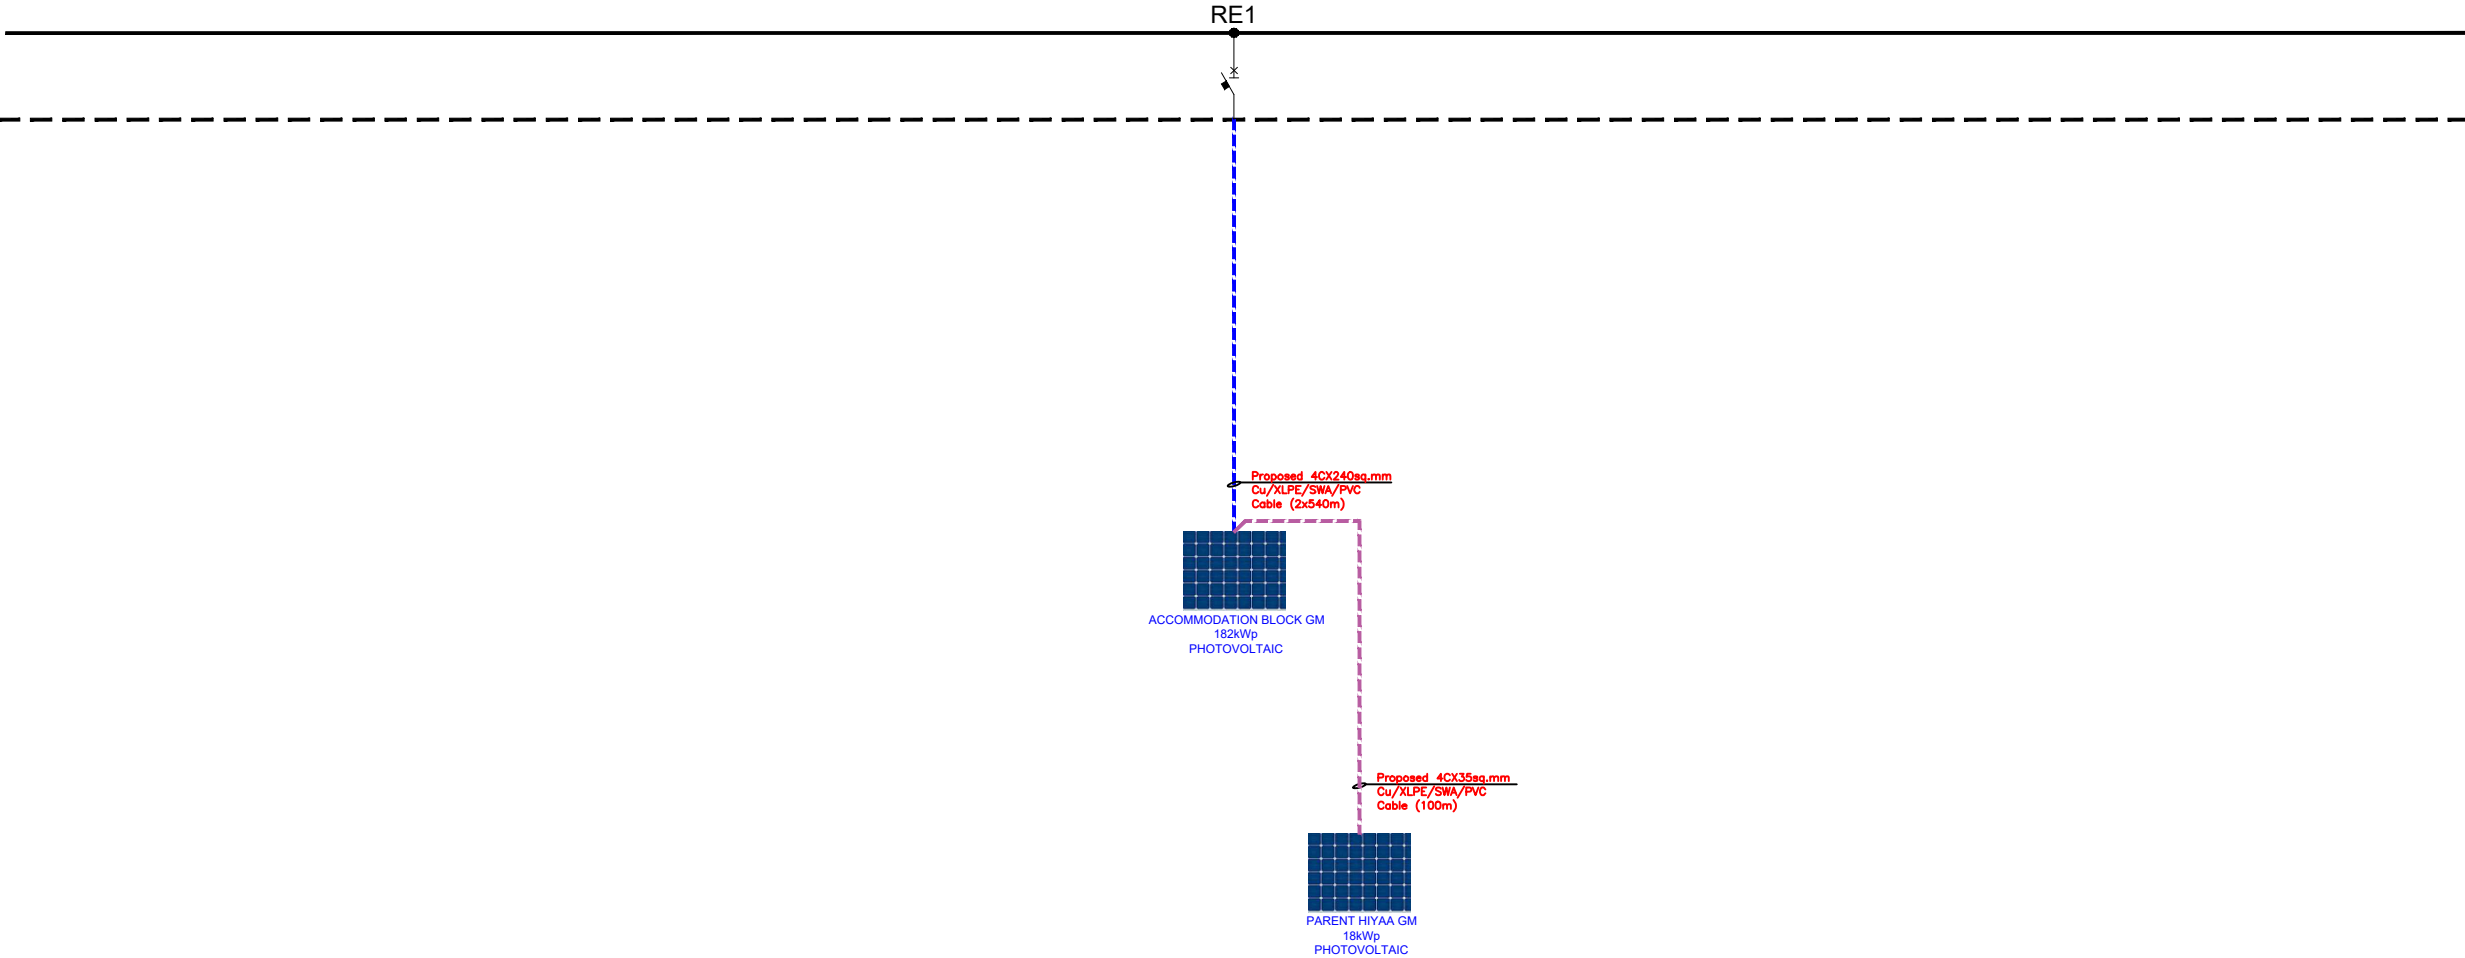 RE1
Proposed 4CX240sq.mm
Cu/XLPE/SWA/PVC
Cable (2x540m)
ACCOMMODATION BLOCK GM
182kWp
PHOTOVOLTAIC
Proposed 4CX35sq.mm
Cu/XLPE/SWA/PVC
Cable (100m)
PARENT HIYAA GM
18kWp
PHOTOVOLTAIC